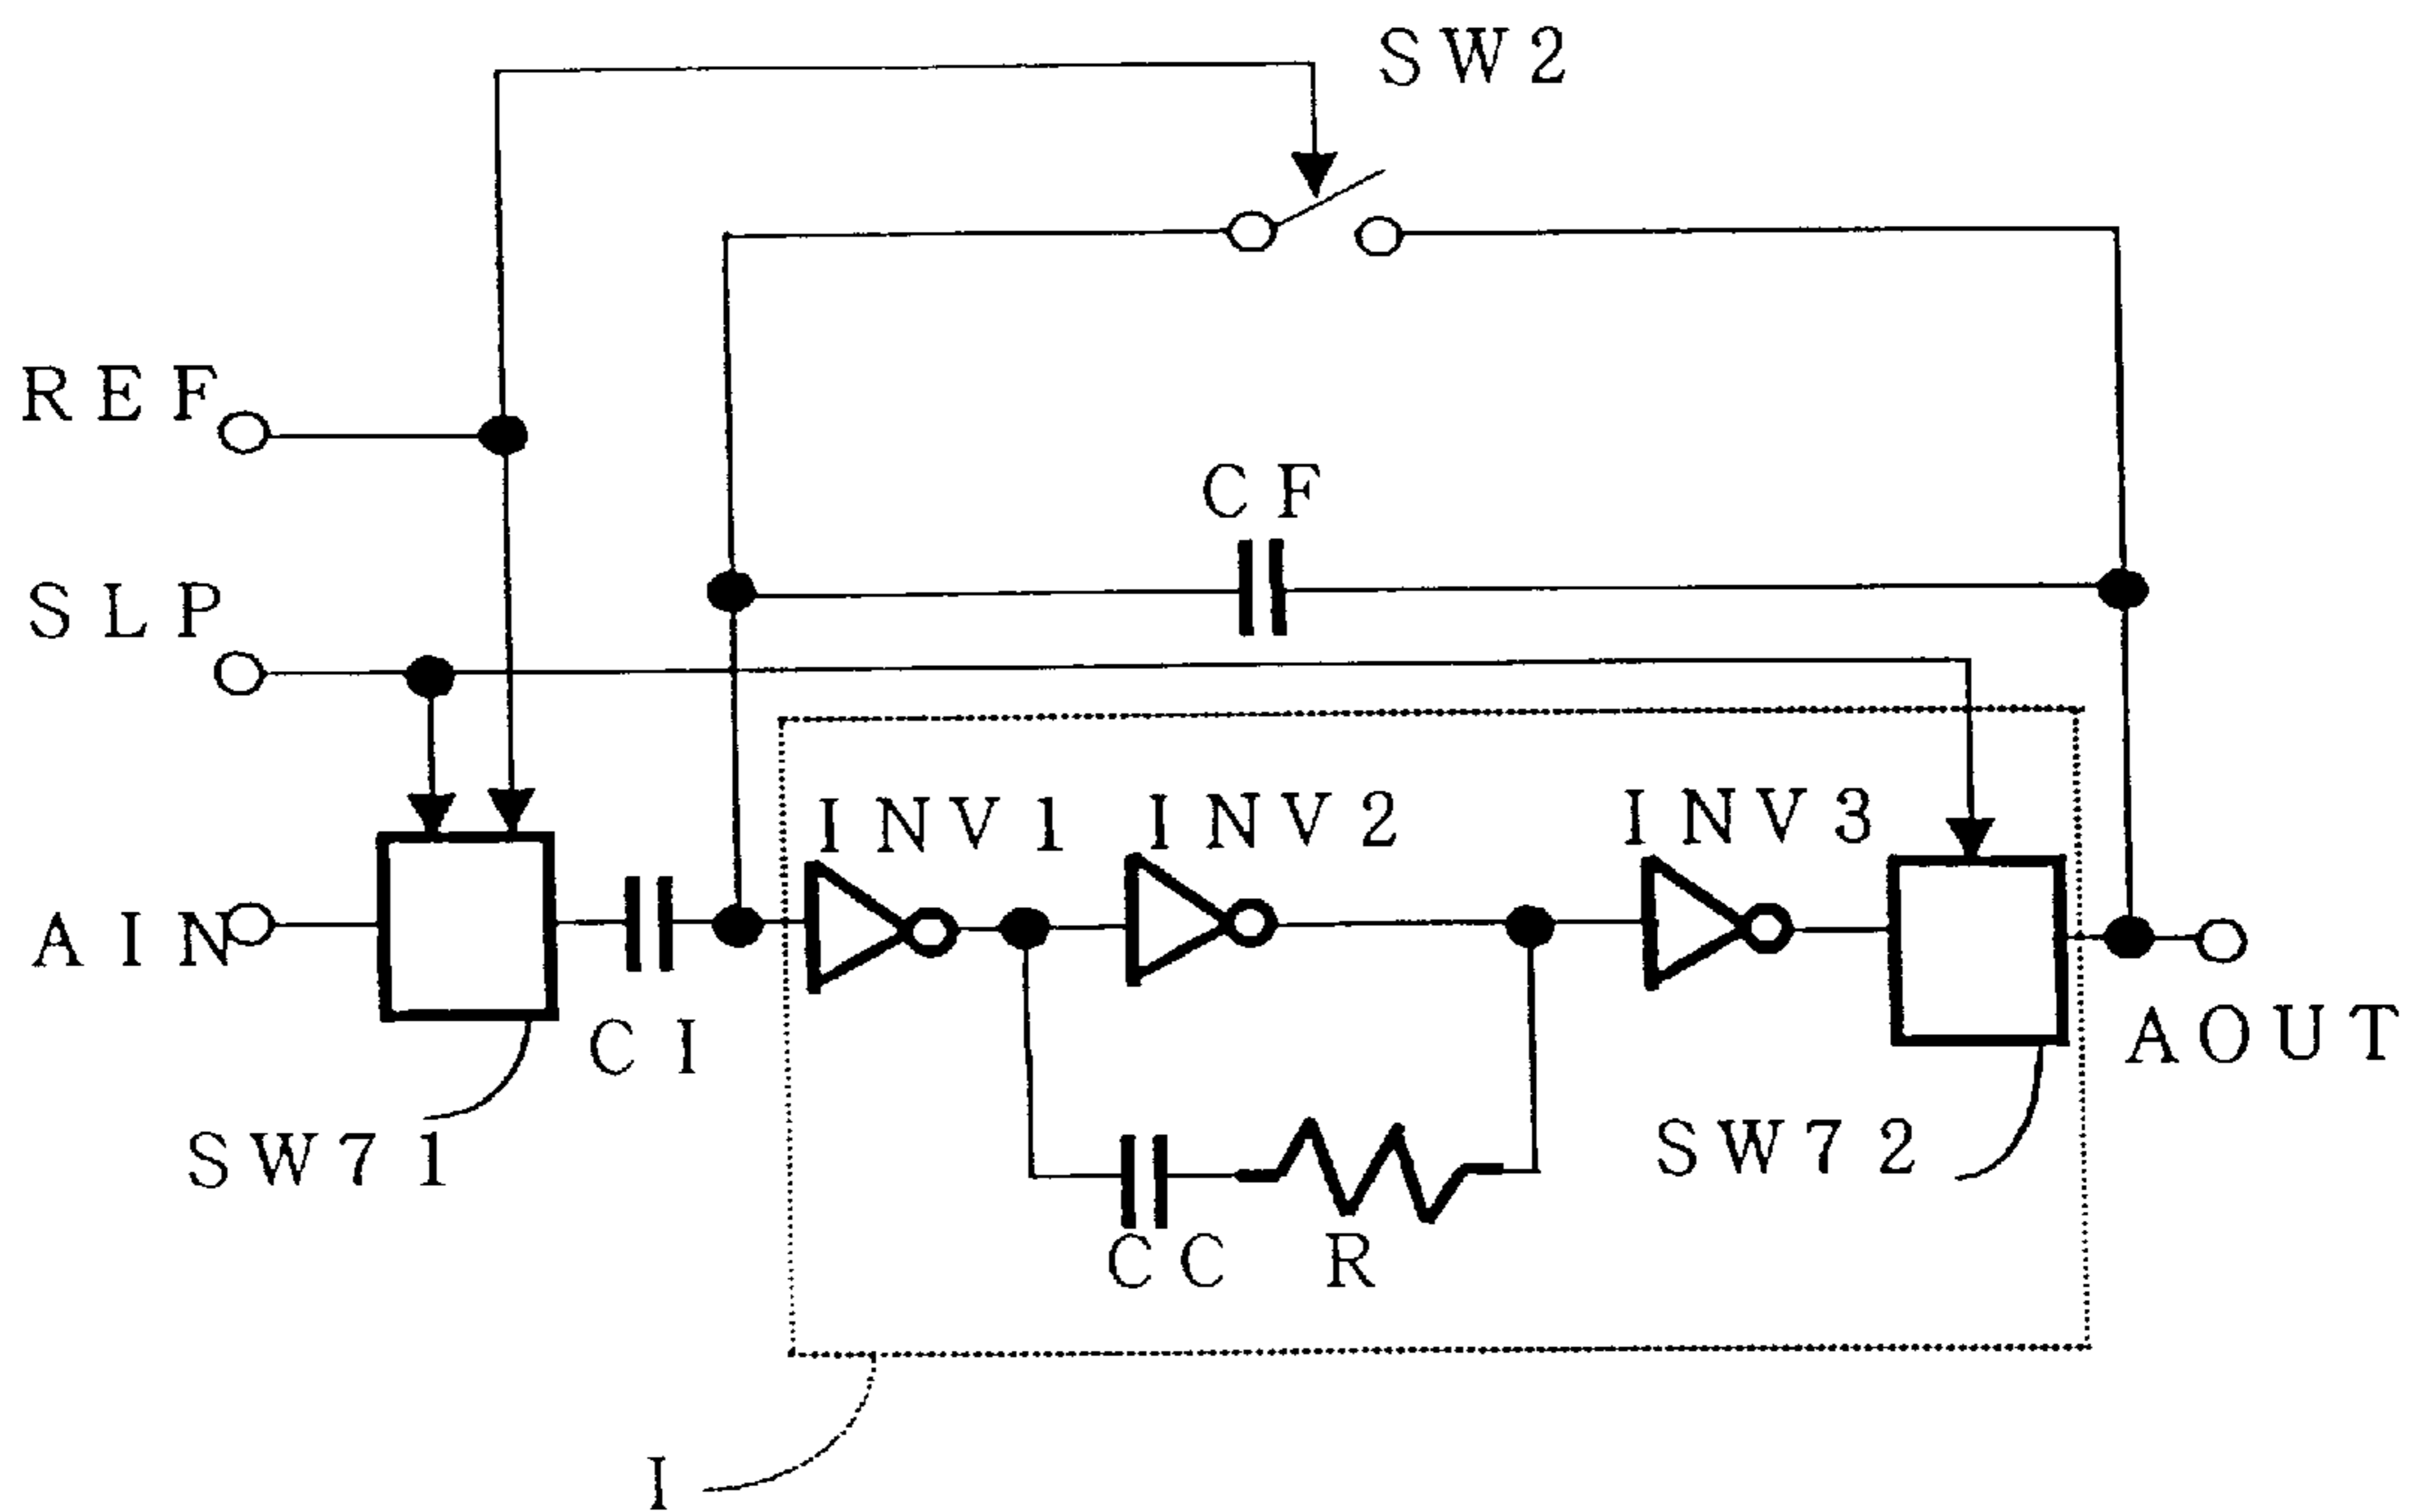 SW2
REF
CF
SLP
INV1 INV2 INV3
AIN
CI
AOUT
SW71
SW72
CC R
I